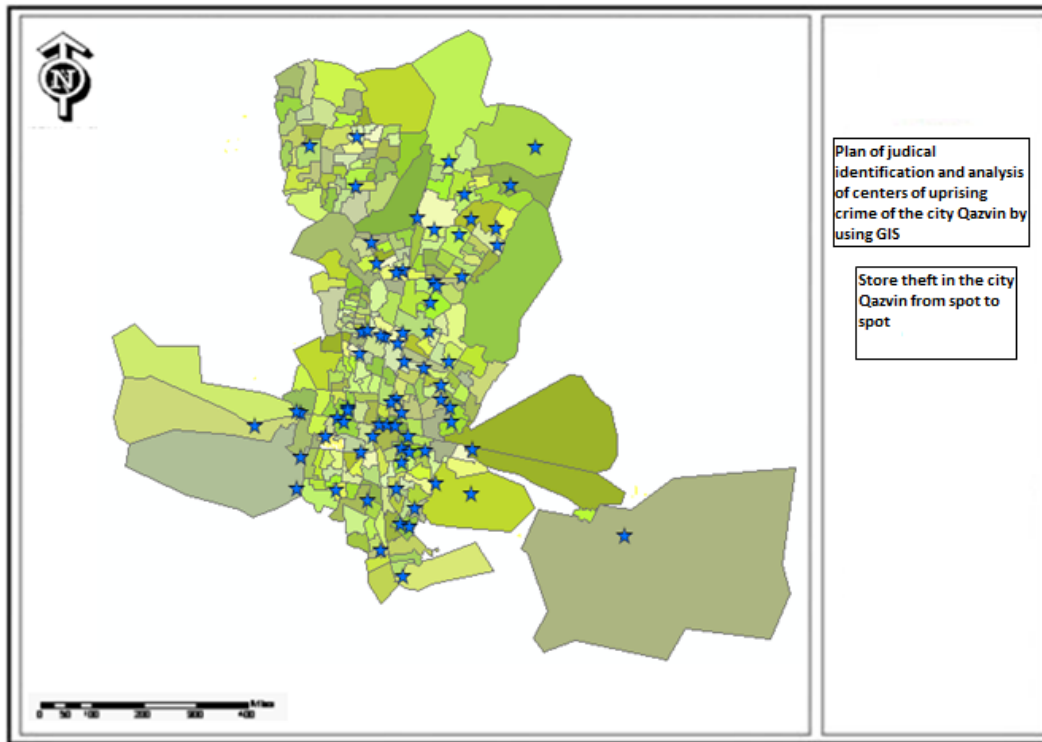 N
Plan of judical
identification and analysis
of centers of uprising
crime of the city Qazvin by
using GIS
Store theft in the city
Qazvin from spot to
spot
Miles
0 50 100 200 300 400